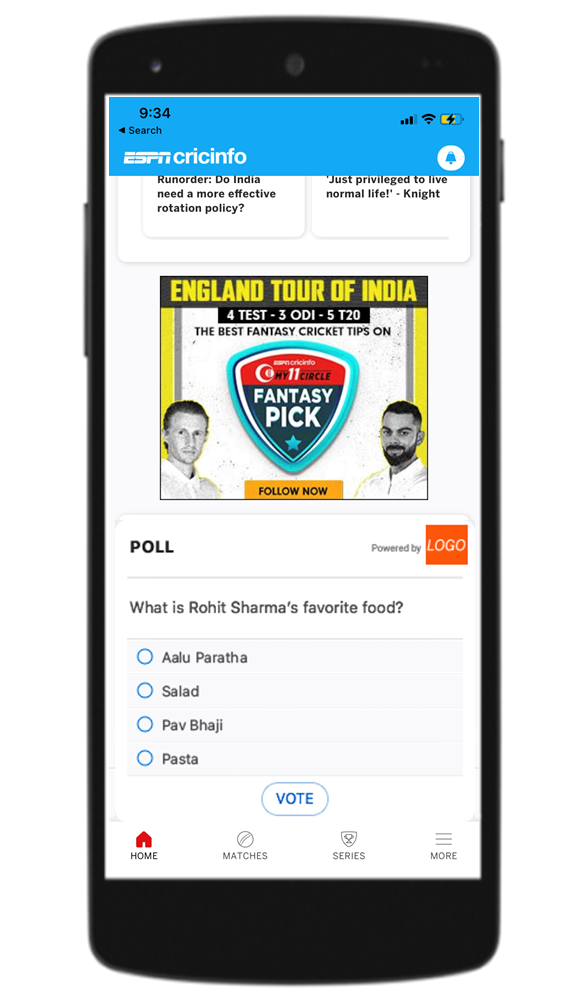 9:34
◀ Search
ESPN cricinfo
Runorder: Do India
need a more effective
rotation policy?
'Just privileged to live
normal life!' - Knight
ENGLAND TOUR OF INDIA
4 TEST - 3 ODI - 5 T20
THE BEST FANTASY CRICKET TIPS ON
ESPN cricinfo
MY11CIRCLE
FANTASY
PICK
FOLLOW NOW
POLL
Powered by LOGO
What is Rohit Sharma's favorite food?
Aalu Paratha
Salad
Pav Bhaji
Pasta
VOTE
HOME
MATCHES
SERIES
MORE